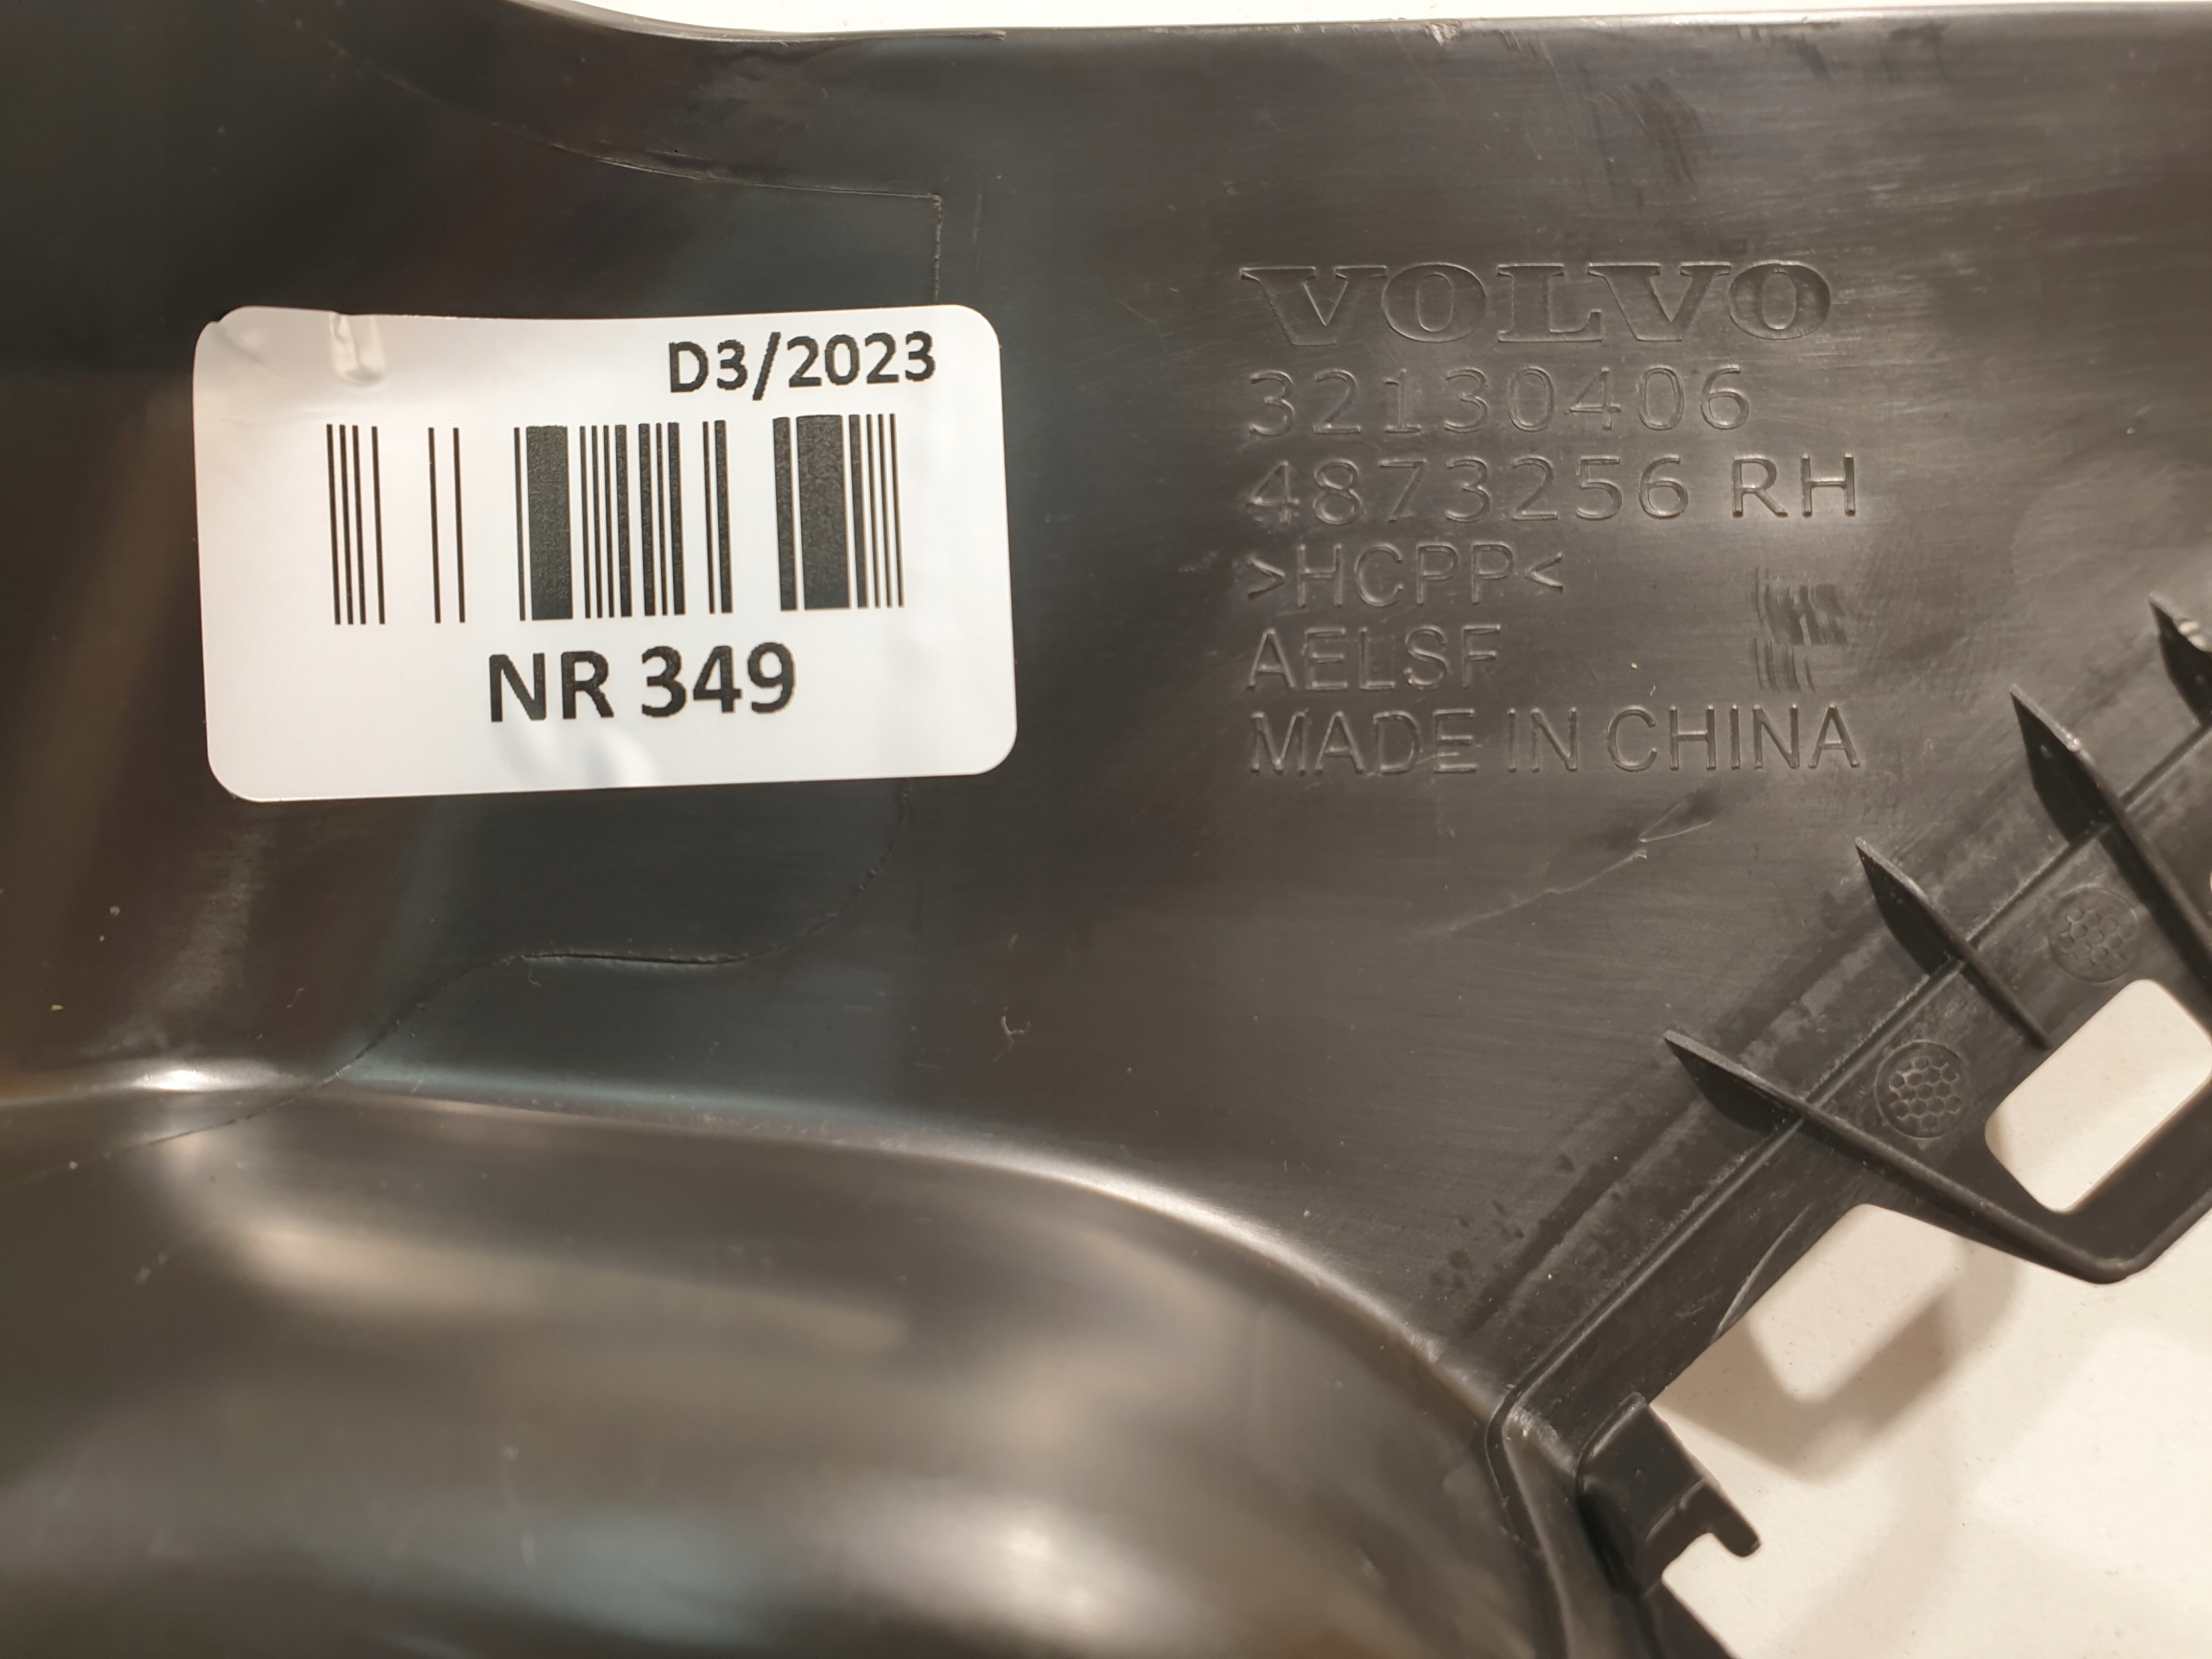 D3/2023
NR 349
VOLVO
32130406
4873256 RH
>HCPP<
AELSF
MADE IN CHINA